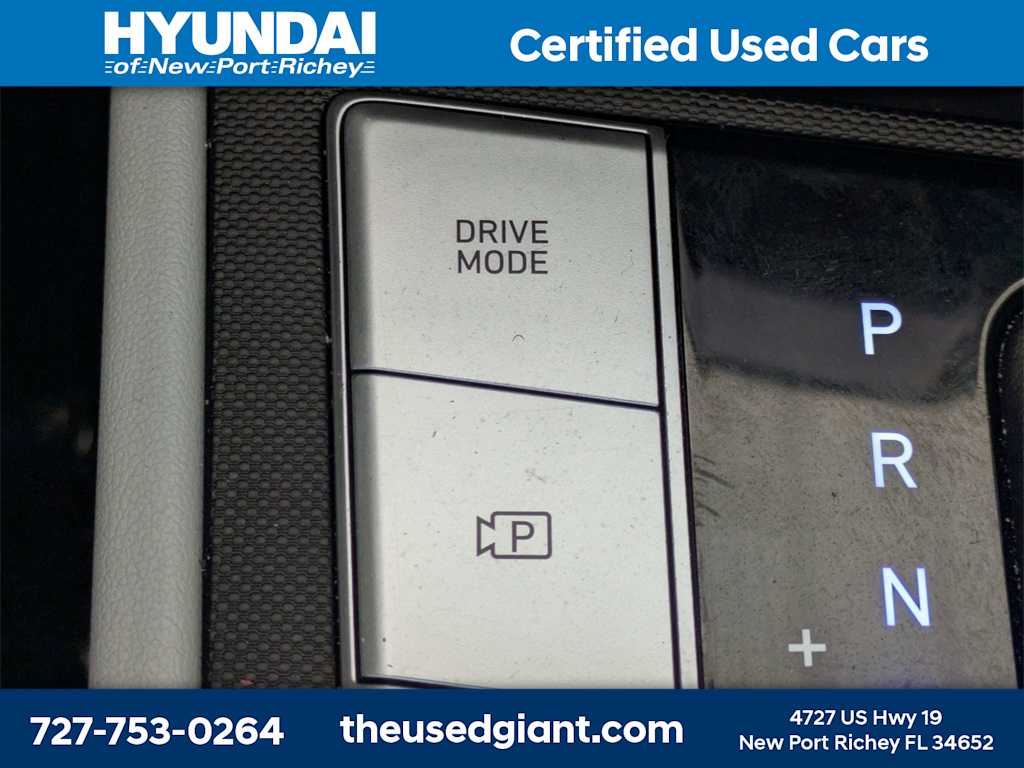 HYUNDAI
of New Port Richey
Certified Used Cars
DRIVE
MODE
P
P
R
N
+
727-753-0264
theusedgiant.com
4727 US Hwy 19
New Port Richey FL 34652